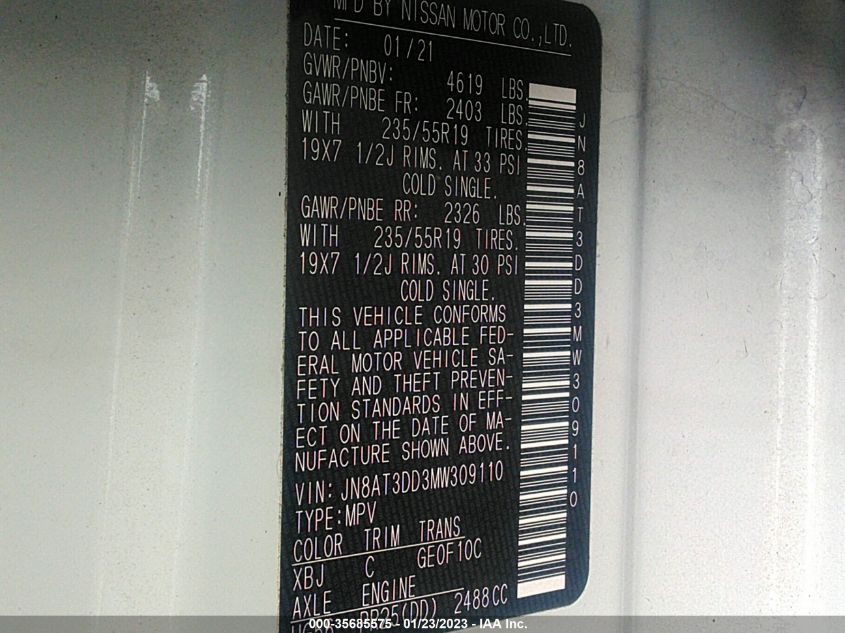 MFD BY NISSAN MOTOR CO.,LTD.
DATE: 01/21
GVWR/PNBV: 4619 LBS.
GAWR/PNBE FR: 2403 LBS.
WITH 235/55R19 TIRES.
19X7 1/2J RIMS. AT 33 PSI
COLD SINGLE.
GAWR/PNBE RR: 2326 LBS.
WITH 235/55R19 TIRES.
19X7 1/2J RIMS. AT 30 PSI
COLD SINGLE.
THIS VEHICLE CONFORMS
TO ALL APPLICABLE FED-
ERAL MOTOR VEHICLE SA-
FETY AND THEFT PREVEN-
TION STANDARDS IN EFF-
ECT ON THE DATE OF MA-
NUFACTURE SHOWN ABOVE.
VIN: JN8AT3DD3MW309110
TYPE:MPV
COLOR TRIM TRANS
XBJ C GE0F10C
AXLE ENGINE
PR25(DD) 2488CC
JN8AT3DD3MW309110
000-35685575 - 01/23/2023 - IAA Inc.